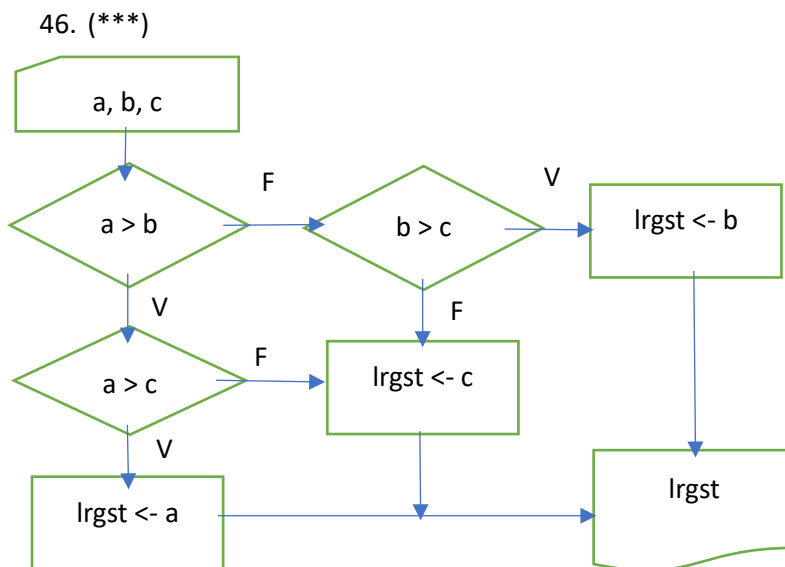 46. (***)
a, b, c
F
V
a > b
b > c
lrgst <- b
V
F
a > c
F
lrgst <- c
V
lrgst <- a
lrgst